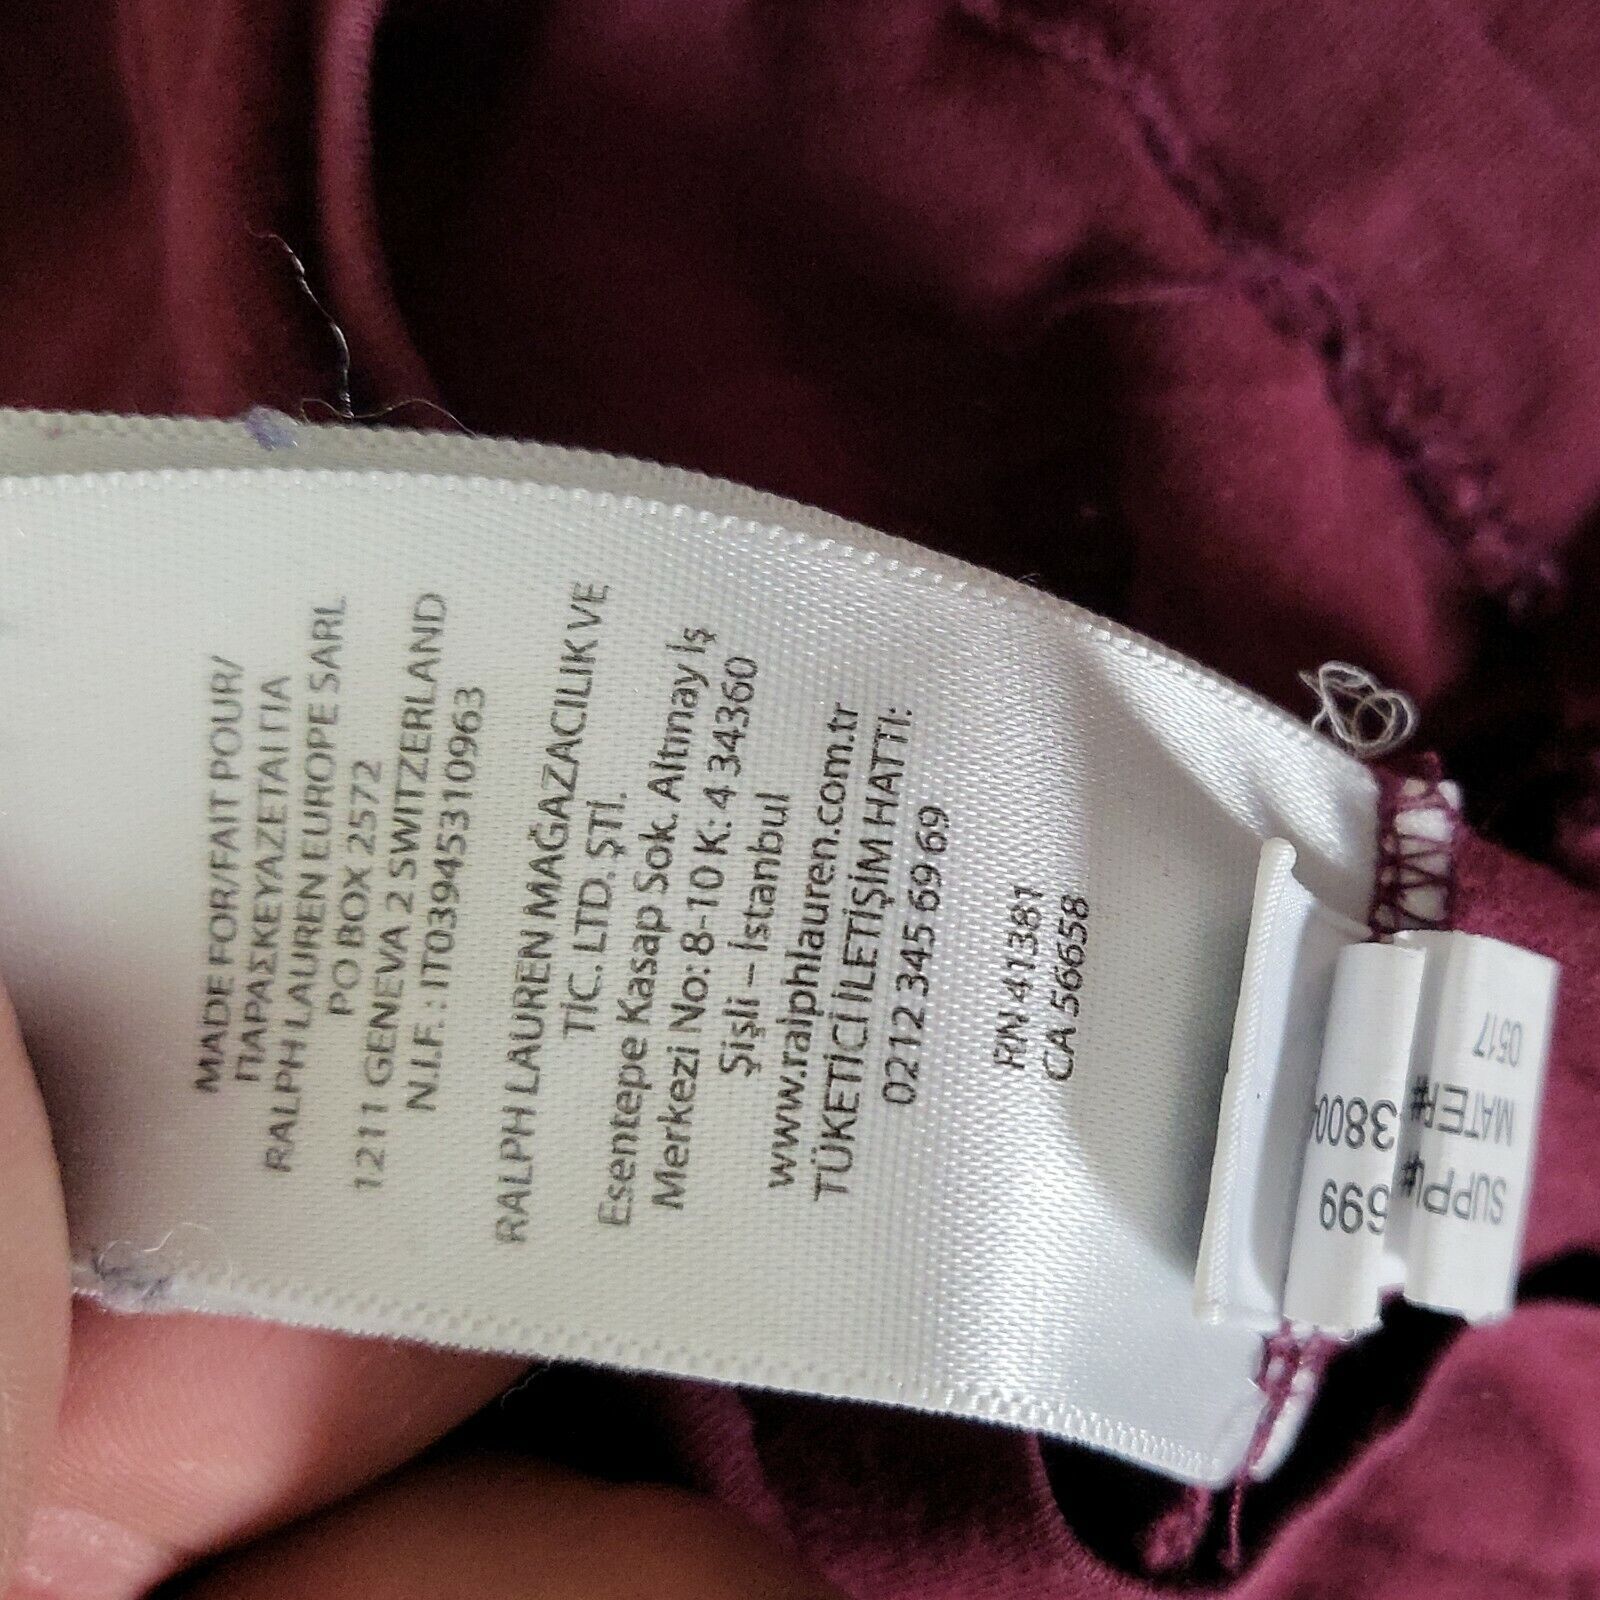 MADE FOR/FAIT POUR/
ΠΑΡΑΣΚΕΥΑΖΕΤΑΙ ΓΙΑ
RALPH LAUREN EUROPE SARL
PO BOX 2572
1211 GENEVA 2 SWITZERLAND
N.I.F. : IT03945310963
RALPH LAUREN MAĞAZACILIK VE
TİC. LTD. ŞTİ.
Esentepe Kasap Sok. Altınay İş
Merkezi No: 8-10 K: 4 34360
Şişli – İstanbul
www.ralphlauren.com.tr
TÜKETİCİ İLETİŞİM HATTI:
0212 345 69 69
RN 41381
CA 56658
SUPPL#
MATER#
0517
699
3800